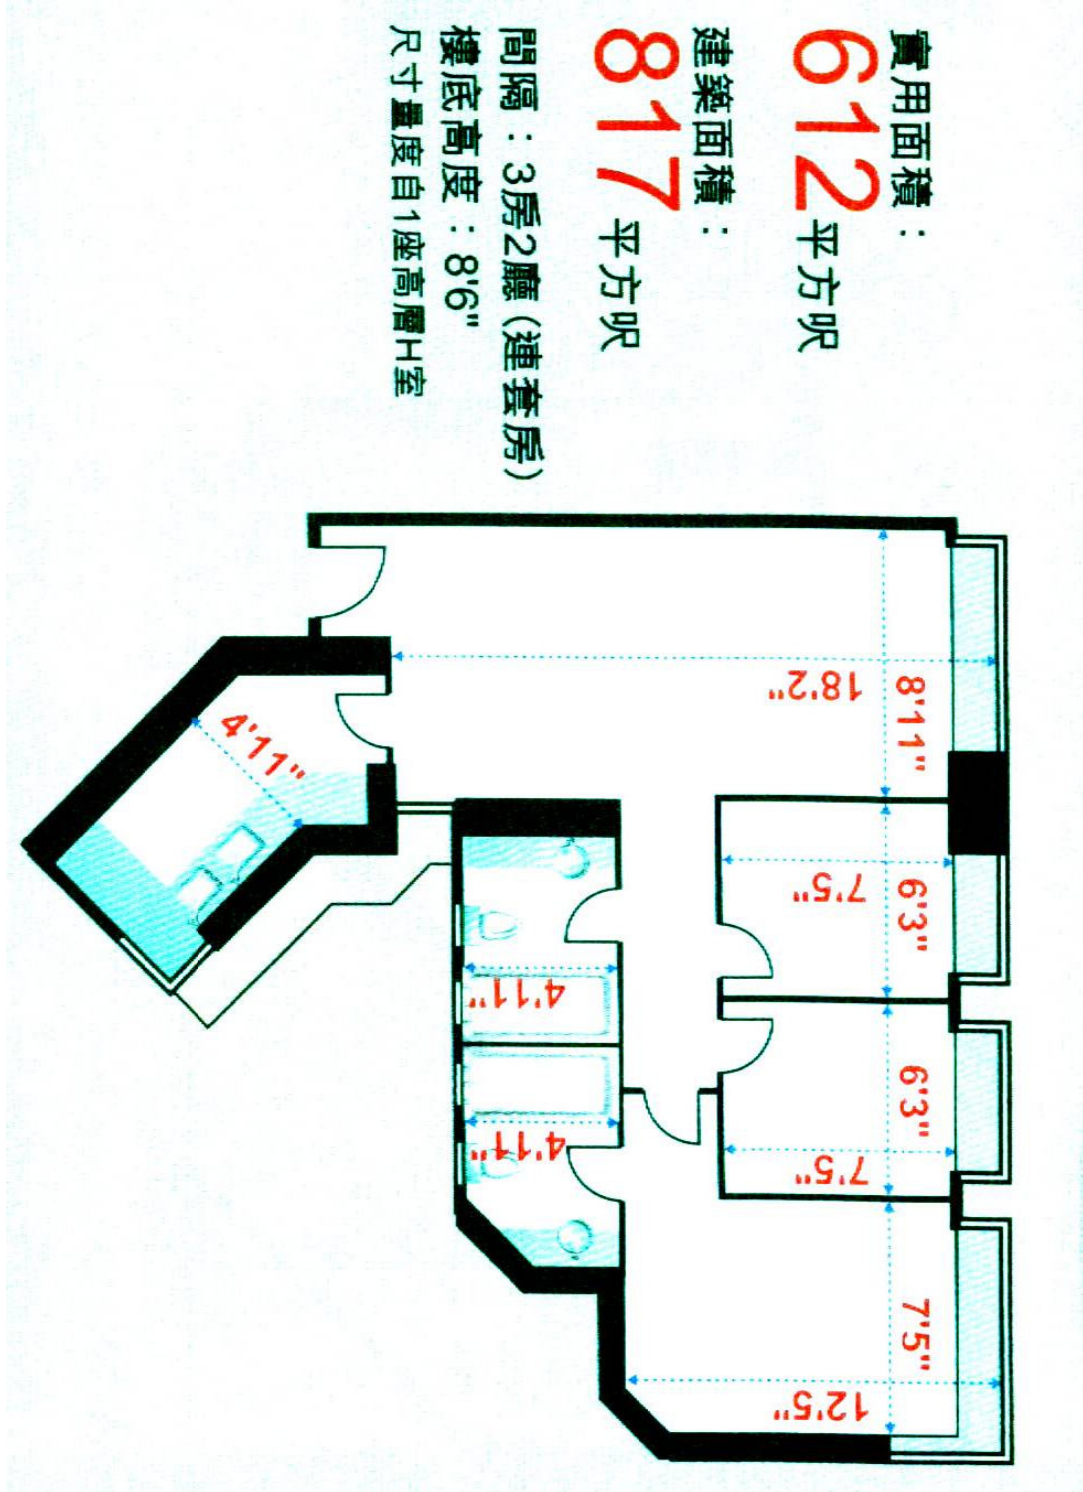 實用面積：
612平方呎
建築面積：
817平方呎
間隔：3房2廳(連套房)
樓底高度：8'6"
尺寸量度自1座高層H室
8'11"
18'2"
6'3"
7'5"
6'3"
7'5"
7'5"
12'5"
4'11"
4'11"
4'11"